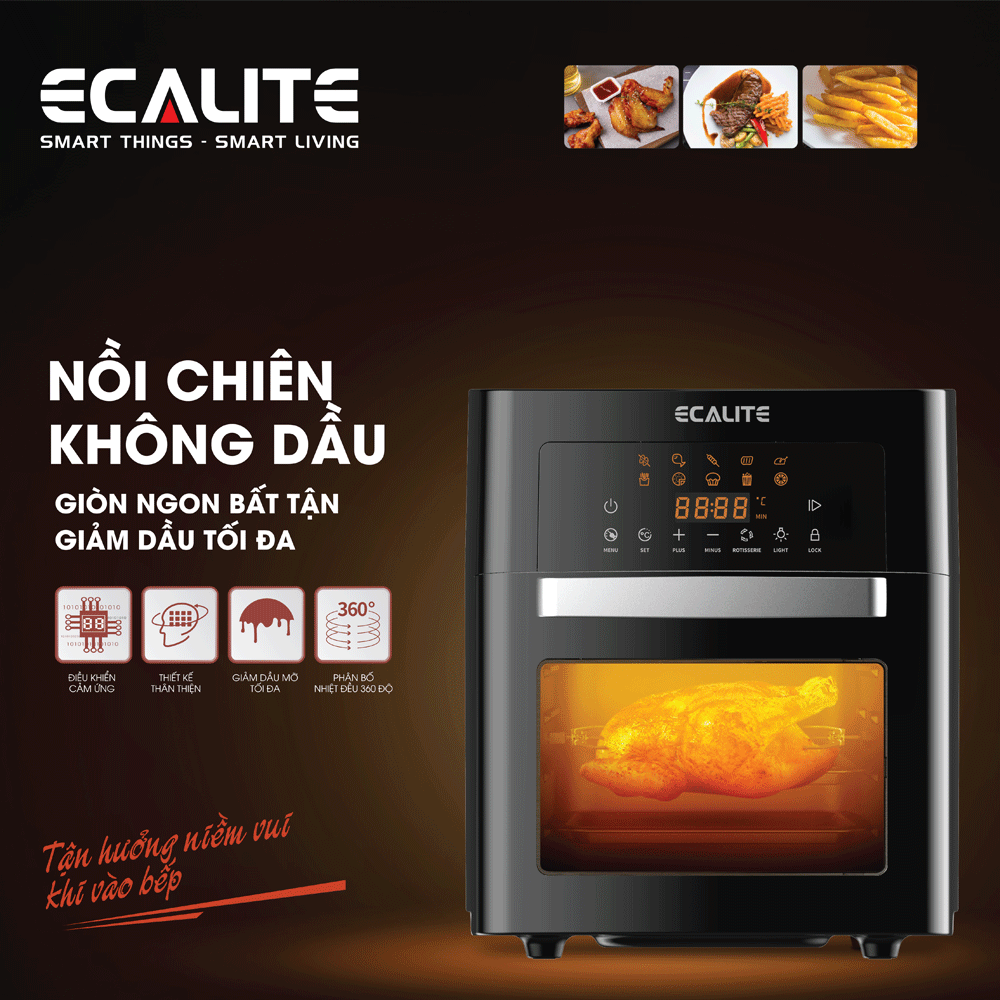 ECALITE
SMART THINGS - SMART LIVING
NỒI CHIÊN
KHÔNG DẦU
GIÒN NGON BẤT TẬN
GIẢM DẦU TỐI ĐA
360°
ĐIỀU KHIỂN
CẢM ỨNG
THIẾT KẾ
THÂN THIỆN
GIẢM DẦU MỠ
TỐI ĐA
PHÂN BỐ
NHIỆT ĐỀU 360 ĐỘ
Tận hưởng niềm vui
khi vào bếp
ECALITE
88:88 °C
MIN
°C
MENU SET PLUS MINUS ROTISSERIE LIGHT LOCK